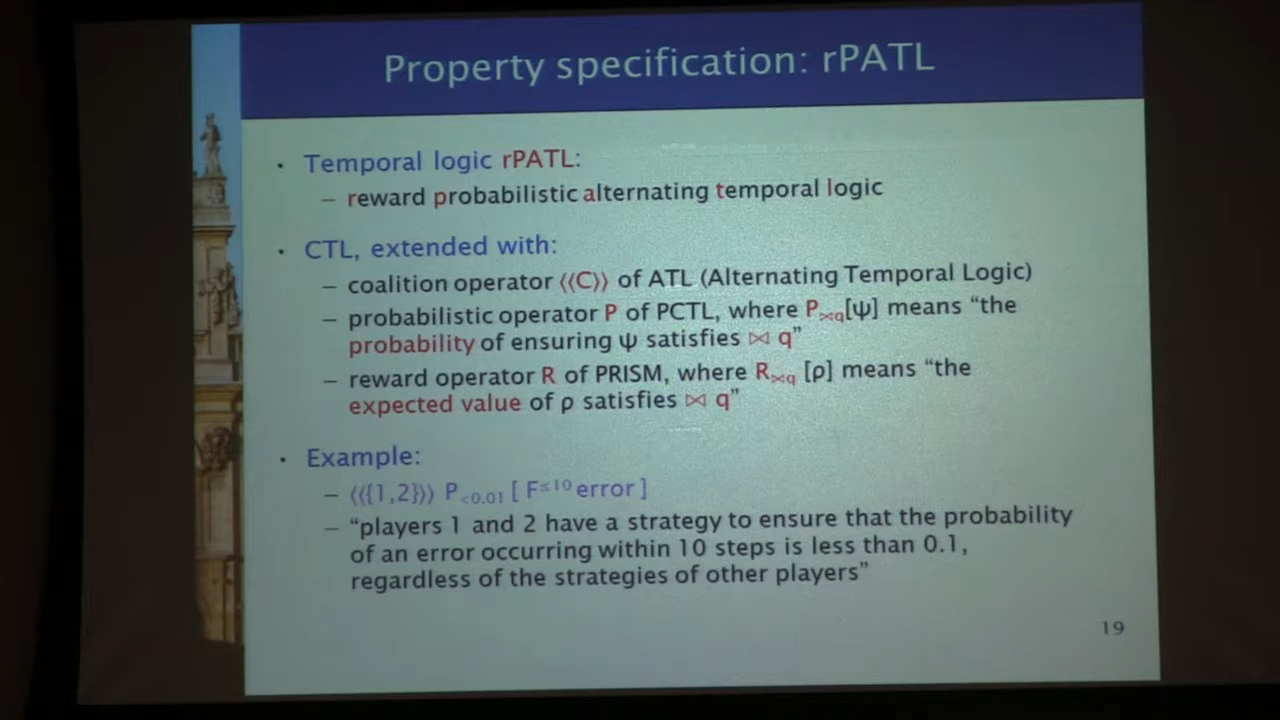 Property specification: rPATL
• Temporal logic rPATL:
– reward probabilistic alternating temporal logic
• CTL, extended with:
– coalition operator ⟨⟨C⟩⟩ of ATL (Alternating Temporal Logic)
– probabilistic operator P of PCTL, where P⋈q[ψ] means “the
probability of ensuring ψ satisfies ⋈ q”
– reward operator R of PRISM, where R⋈q [ρ] means “the
expected value of ρ satisfies ⋈ q”
• Example:
– ⟨⟨{1,2}⟩⟩ P<0.01 [ F≤10 error ]
– “players 1 and 2 have a strategy to ensure that the probability
of an error occurring within 10 steps is less than 0.1,
regardless of the strategies of other players”
19